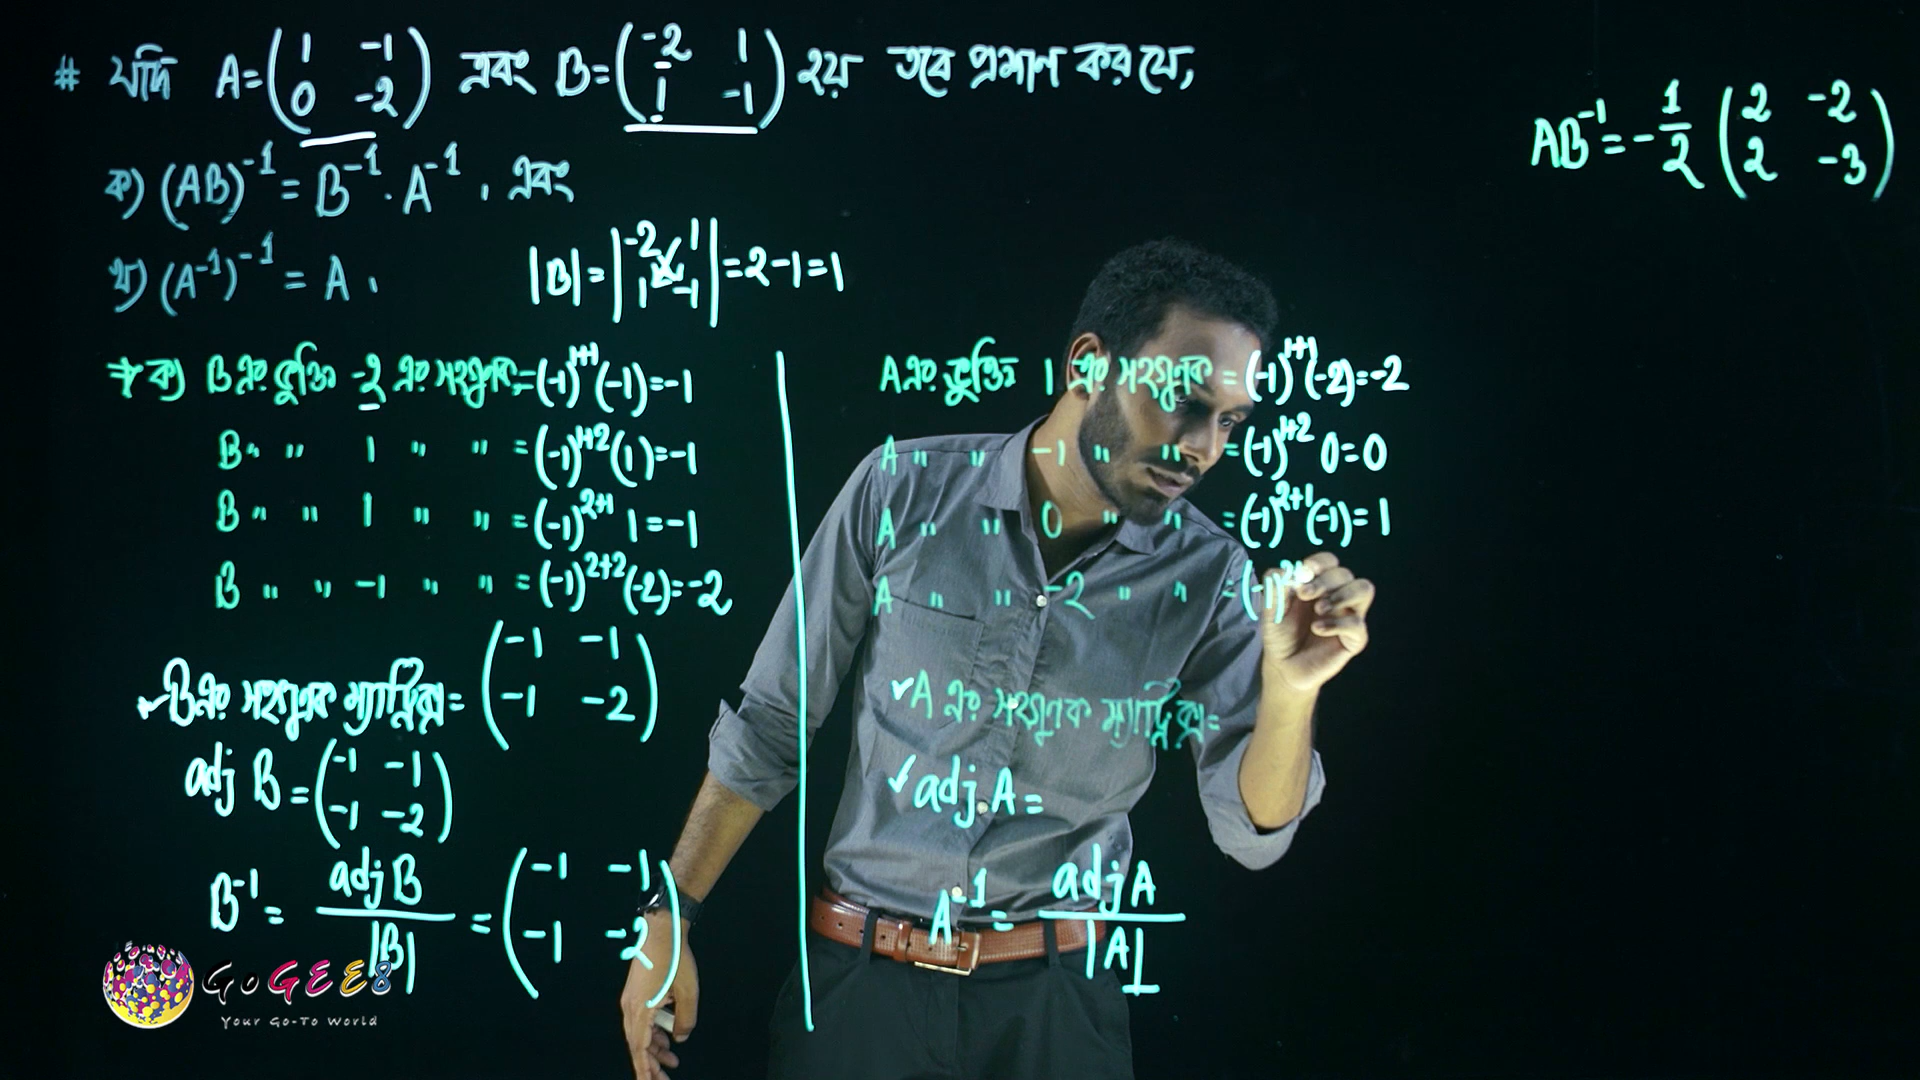 # যদি A=(1 -1 0 -2) এবং B=(-2 1 1 -1) হয় তবে প্রমাণ কর যে,
ক) (AB)⁻¹ = B⁻¹ . A⁻¹ , এবং
খ) (A⁻¹)⁻¹ = A ,
|B| = |-2 1 1 -1| = 2-1=1
AB⁻¹ = -1/2 (2 -2 2 -3)
→ ক) B এর ভুক্তি -2 এর সহগুণক = (-1)¹⁺¹(-1)=-1
B " " 1 " " = (-1)¹⁺²(1)=-1
B " " 1 " " = (-1)²⁺¹ 1=-1
B " " -1 " " = (-1)²⁺²(-2)=-2
B এর সহগুণক ম্যাট্রিক্স = (-1 -1 -1 -2)
adj B = (-1 -1 -1 -2)
B⁻¹ = adj B / |B| = (-1 -1 -1 -2)
A এর ভুক্তি 1 এর সহগুণক = (-1)¹⁺¹(-2)=-2
A " " -1 " " = (-1)¹⁺² 0=0
A " " 0 " " = (-1)²⁺¹(-1)=1
A " " -2 " " = (-1)²⁺
A এর সহগুণক ম্যাট্রিক্স=
adj A =
A⁻¹ = adj A / |A|
GoGEE8
Your Go-To World